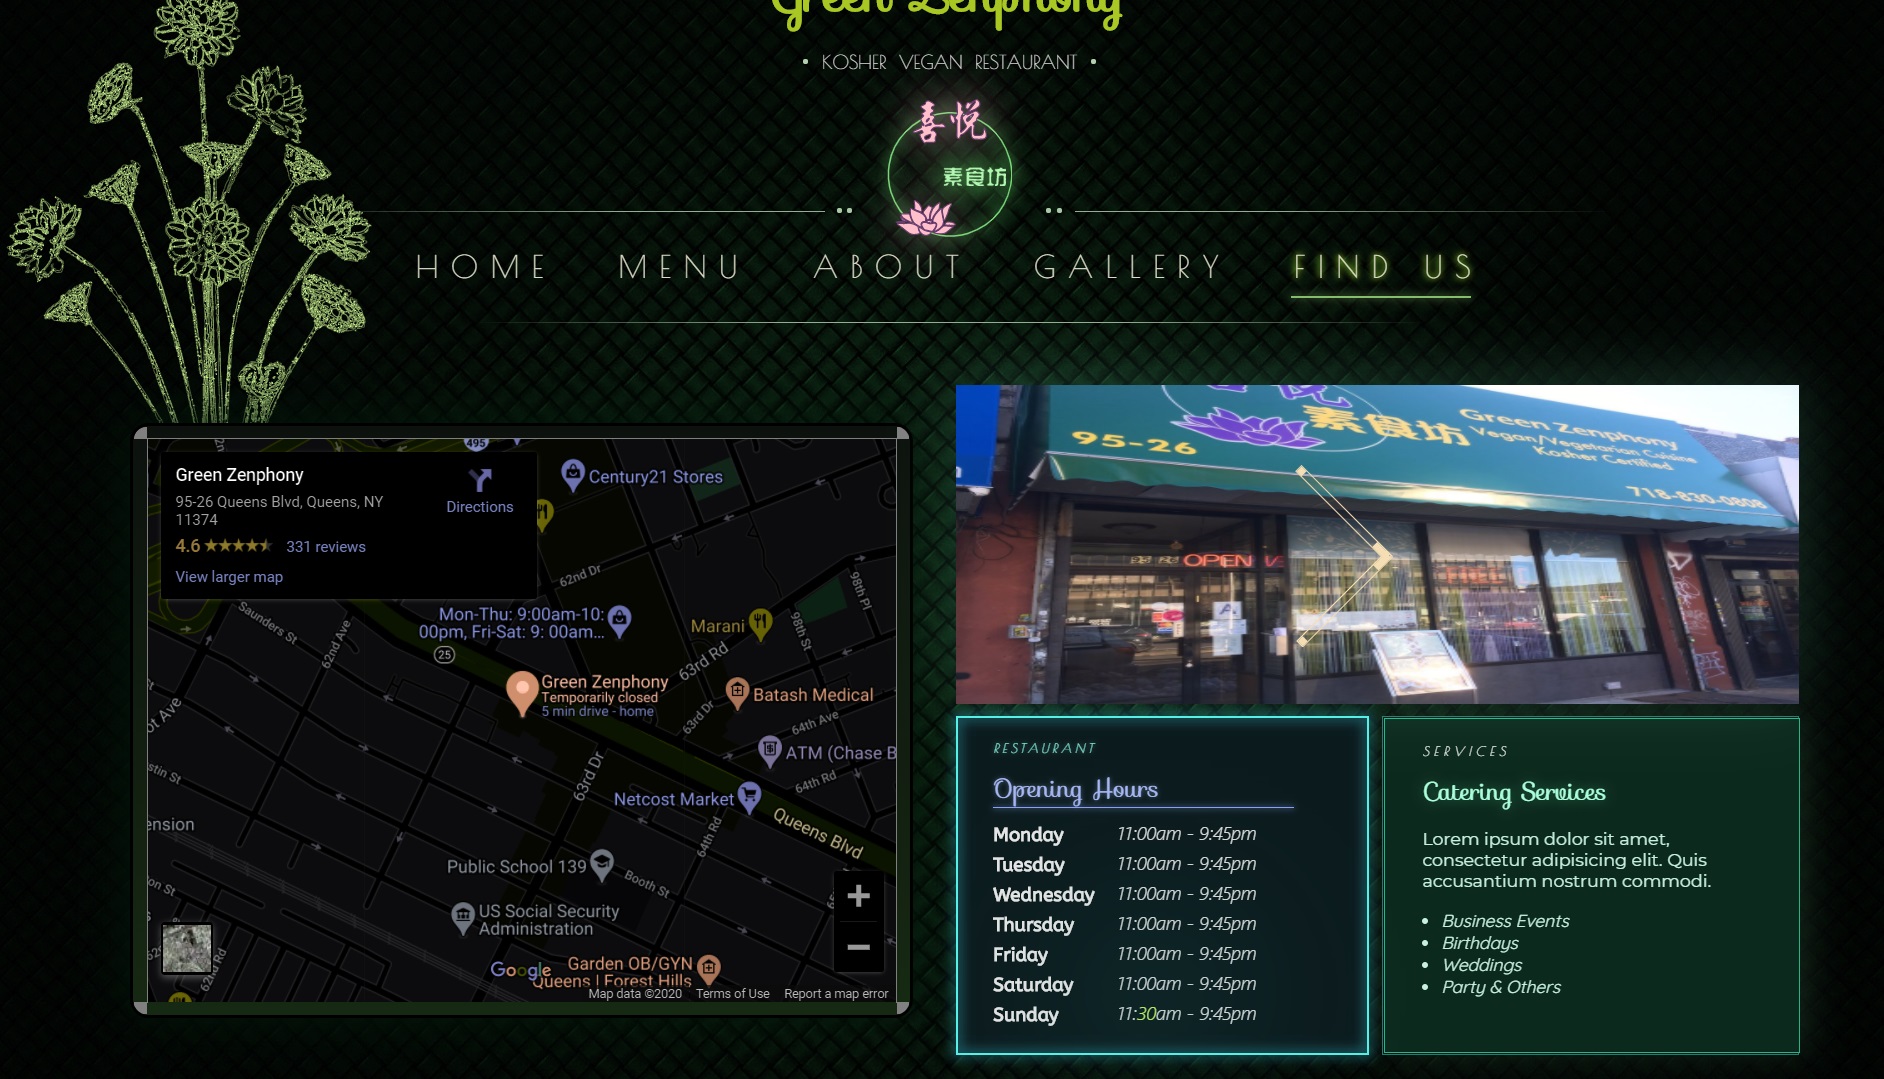 Green Zenphony
• KOSHER VEGAN RESTAURANT •
喜悦
素食坊
HOME MENU ABOUT GALLERY FIND US
Green Zenphony
95-26 Queens Blvd, Queens, NY
11374
4.6 331 reviews
View larger map
Directions
495
Century21 Stores
62nd Dr
98th Pl
Saunders St
62nd Ave
Mon-Thu: 9:00am-10:
00pm, Fri-Sat: 9: 00am...
Marani
98th St
25
63rd Rd
Green Zenphony
Temporarily closed
5 min drive - home
Batash Medical
63rd Dr
64th Ave
ot Ave
ATM (Chase B
stin St
63rd Dr
64th Rd
Netcost Market
Queens Blvd
ension
64th Rd
Public School 139
Booth St
on St
US Social Security
Administration
62nd Rd
Google
Garden OB/GYN
Queens | Forest Hills
Map data ©2020 Terms of Use Report a map error
95-26
素食坊
Green Zenphony
Vegan/Vegetarian Cuisine
Kosher Certified
718-830-0808
OPEN
RESTAURANT
Opening Hours
Monday 11:00am - 9:45pm
Tuesday 11:00am - 9:45pm
Wednesday 11:00am - 9:45pm
Thursday 11:00am - 9:45pm
Friday 11:00am - 9:45pm
Saturday 11:00am - 9:45pm
Sunday 11:30am - 9:45pm
SERVICES
Catering Services
Lorem ipsum dolor sit amet,
consectetur adipisicing elit. Quis
accusantium nostrum commodi.
• Business Events
• Birthdays
• Weddings
• Party & Others